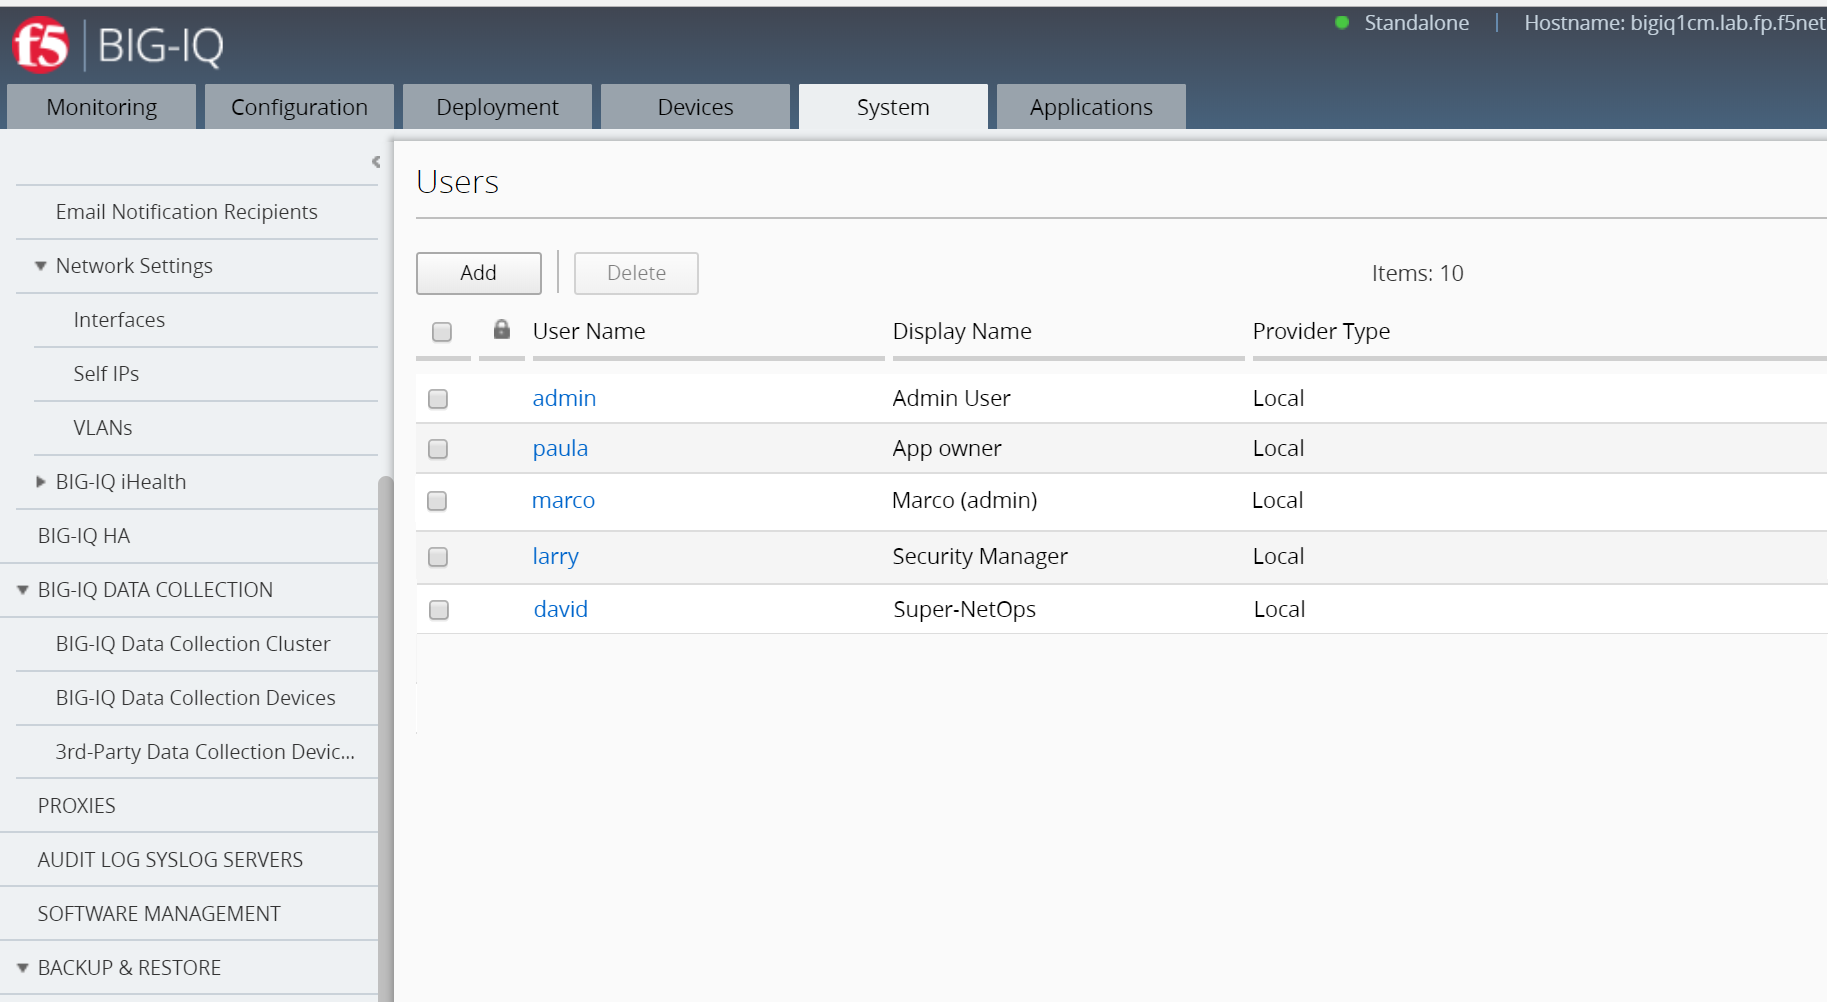 Standalone | Hostname: bigiq1cm.lab.fp.f5net
f5 BIG-IQ
Monitoring Configuration Deployment Devices System Applications
Email Notification Recipients
Network Settings
Interfaces
Self IPs
VLANs
BIG-IQ iHealth
BIG-IQ HA
BIG-IQ DATA COLLECTION
BIG-IQ Data Collection Cluster
BIG-IQ Data Collection Devices
3rd-Party Data Collection Devic...
PROXIES
AUDIT LOG SYSLOG SERVERS
SOFTWARE MANAGEMENT
BACKUP & RESTORE
Users
Add Delete Items: 10
User Name Display Name Provider Type
admin Admin User Local
paula App owner Local
marco Marco (admin) Local
larry Security Manager Local
david Super-NetOps Local